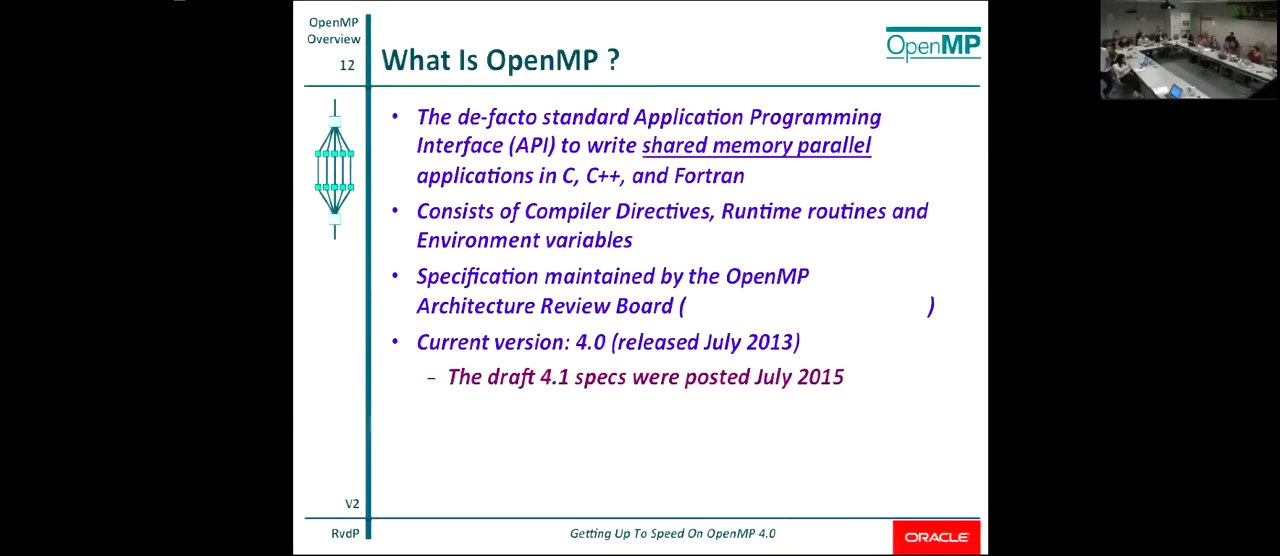 OpenMP
Overview
12
What Is OpenMP ?
OpenMP
• The de-facto standard Application Programming
Interface (API) to write shared memory parallel
applications in C, C++, and Fortran
• Consists of Compiler Directives, Runtime routines and
Environment variables
• Specification maintained by the OpenMP
Architecture Review Board ( )
• Current version: 4.0 (released July 2013)
– The draft 4.1 specs were posted July 2015
V2
RvdP
Getting Up To Speed On OpenMP 4.0
ORACLE